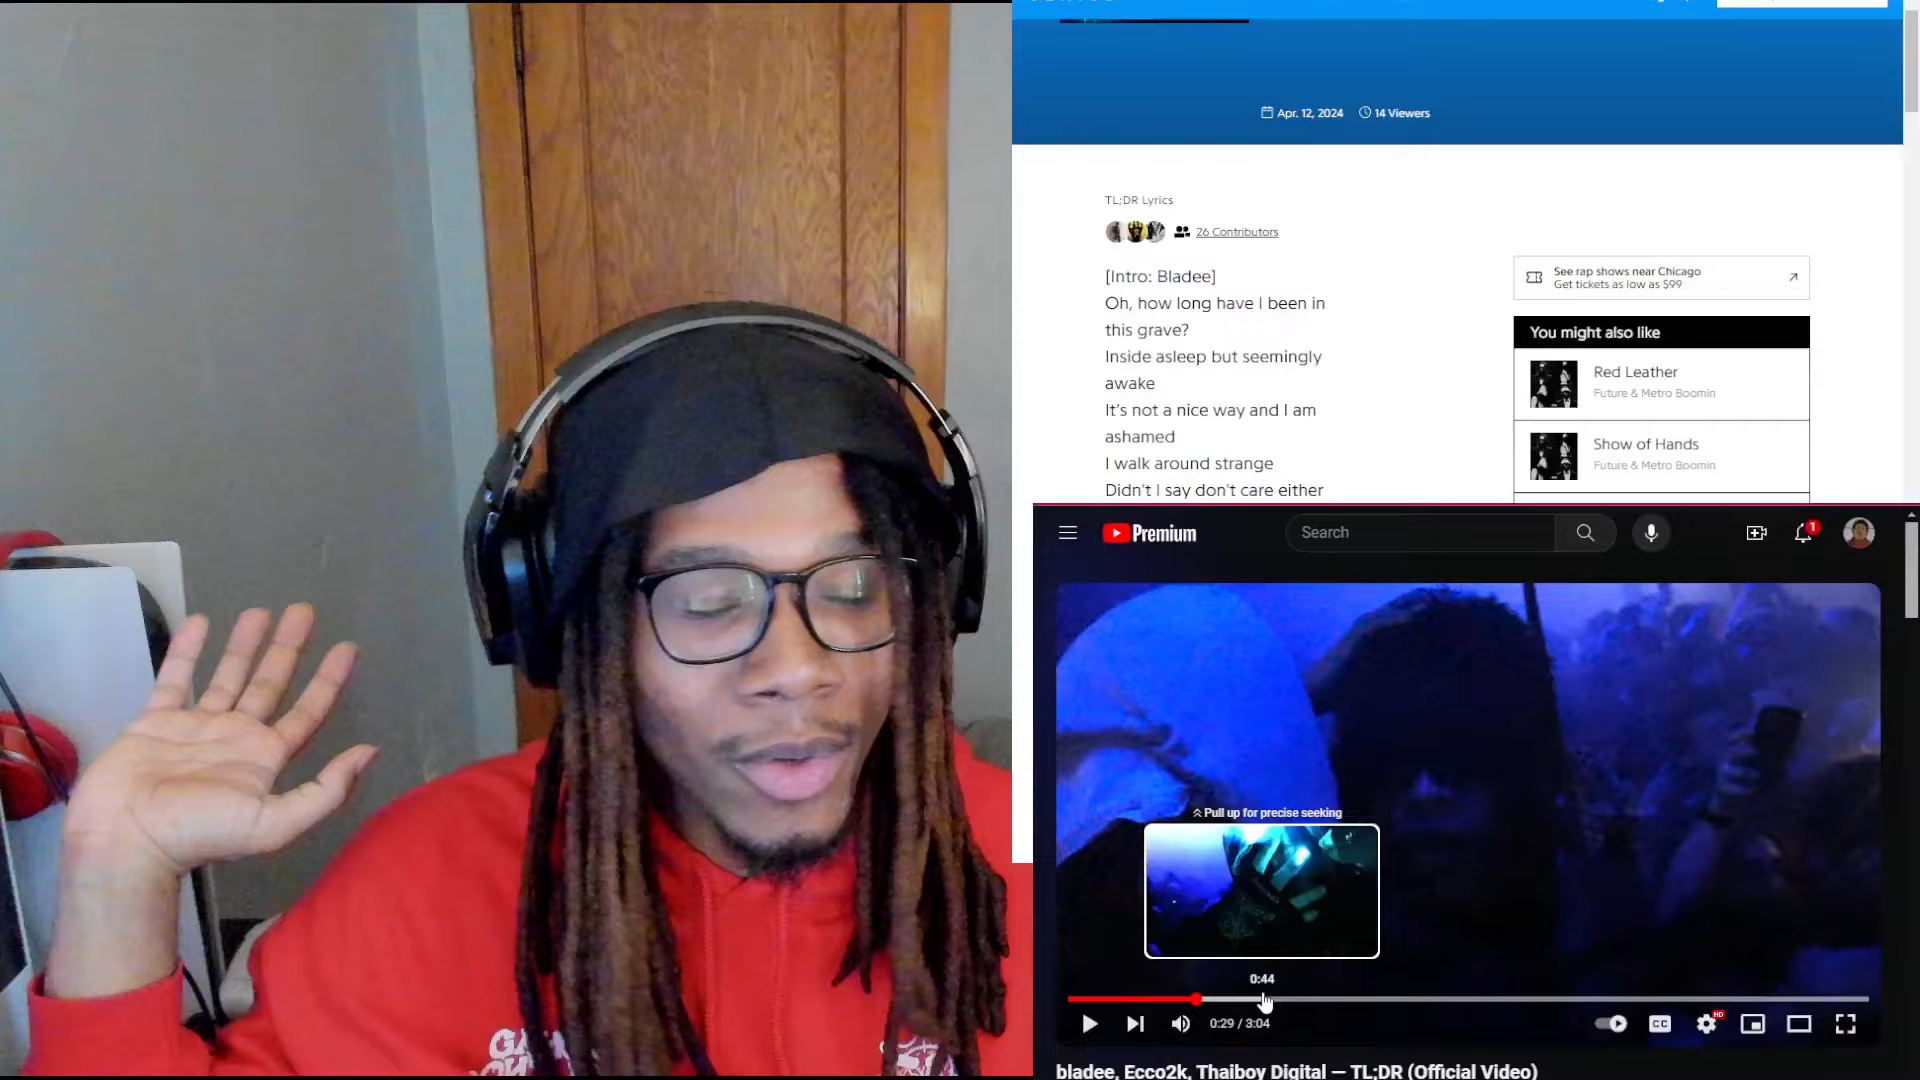 Apr. 12, 2024
14 Viewers
TL;DR Lyrics
26 Contributors
[Intro: Bladee]
Oh, how long have I been in
this grave?
Inside asleep but seemingly
awake
It's not a nice way and I am
ashamed
I walk around strange
Didn't I say don't care either
See rap shows near Chicago
Get tickets as low as $99
You might also like
Red Leather
Future & Metro Boomin
Show of Hands
Future & Metro Boomin
Premium
Search
1
Pull up for precise seeking
0:44
0:29 / 3:04
CC
HD
bladee, Ecco2k, Thaiboy Digital — TL;DR (Official Video)